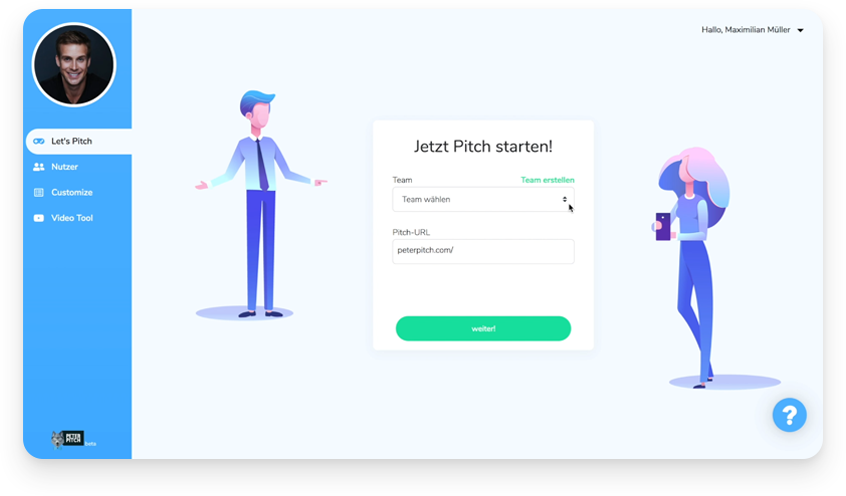 Hallo, Maximilian Müller
Let's Pitch
Nutzer
Customize
Video Tool
Jetzt Pitch starten!
Team Team erstellen
Team wählen
Pitch-URL
peterpitch.com/
weiter!
?
PETER
PITCH
beta